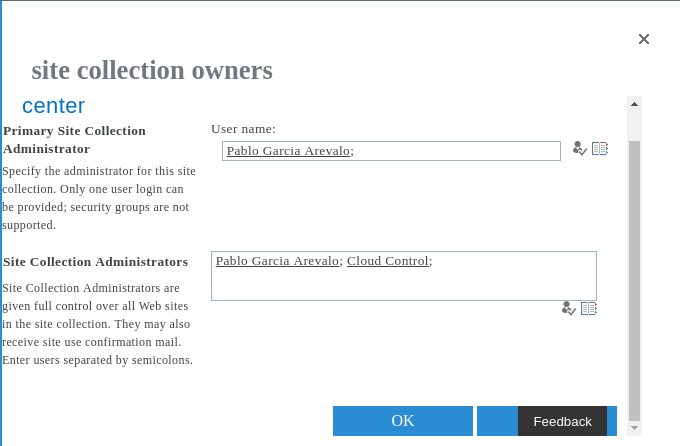 site collection owners
center
Primary Site Collection
Administrator
Specify the administrator for this site
collection. Only one user login can
be provided; security groups are not
supported.
User name:
Pablo Garcia Arevalo;
Site Collection Administrators
Site Collection Administrators are
given full control over all Web sites
in the site collection. They may also
receive site use confirmation mail.
Enter users separated by semicolons.
Pablo Garcia Arevalo; Cloud Control;
OK
Feedback